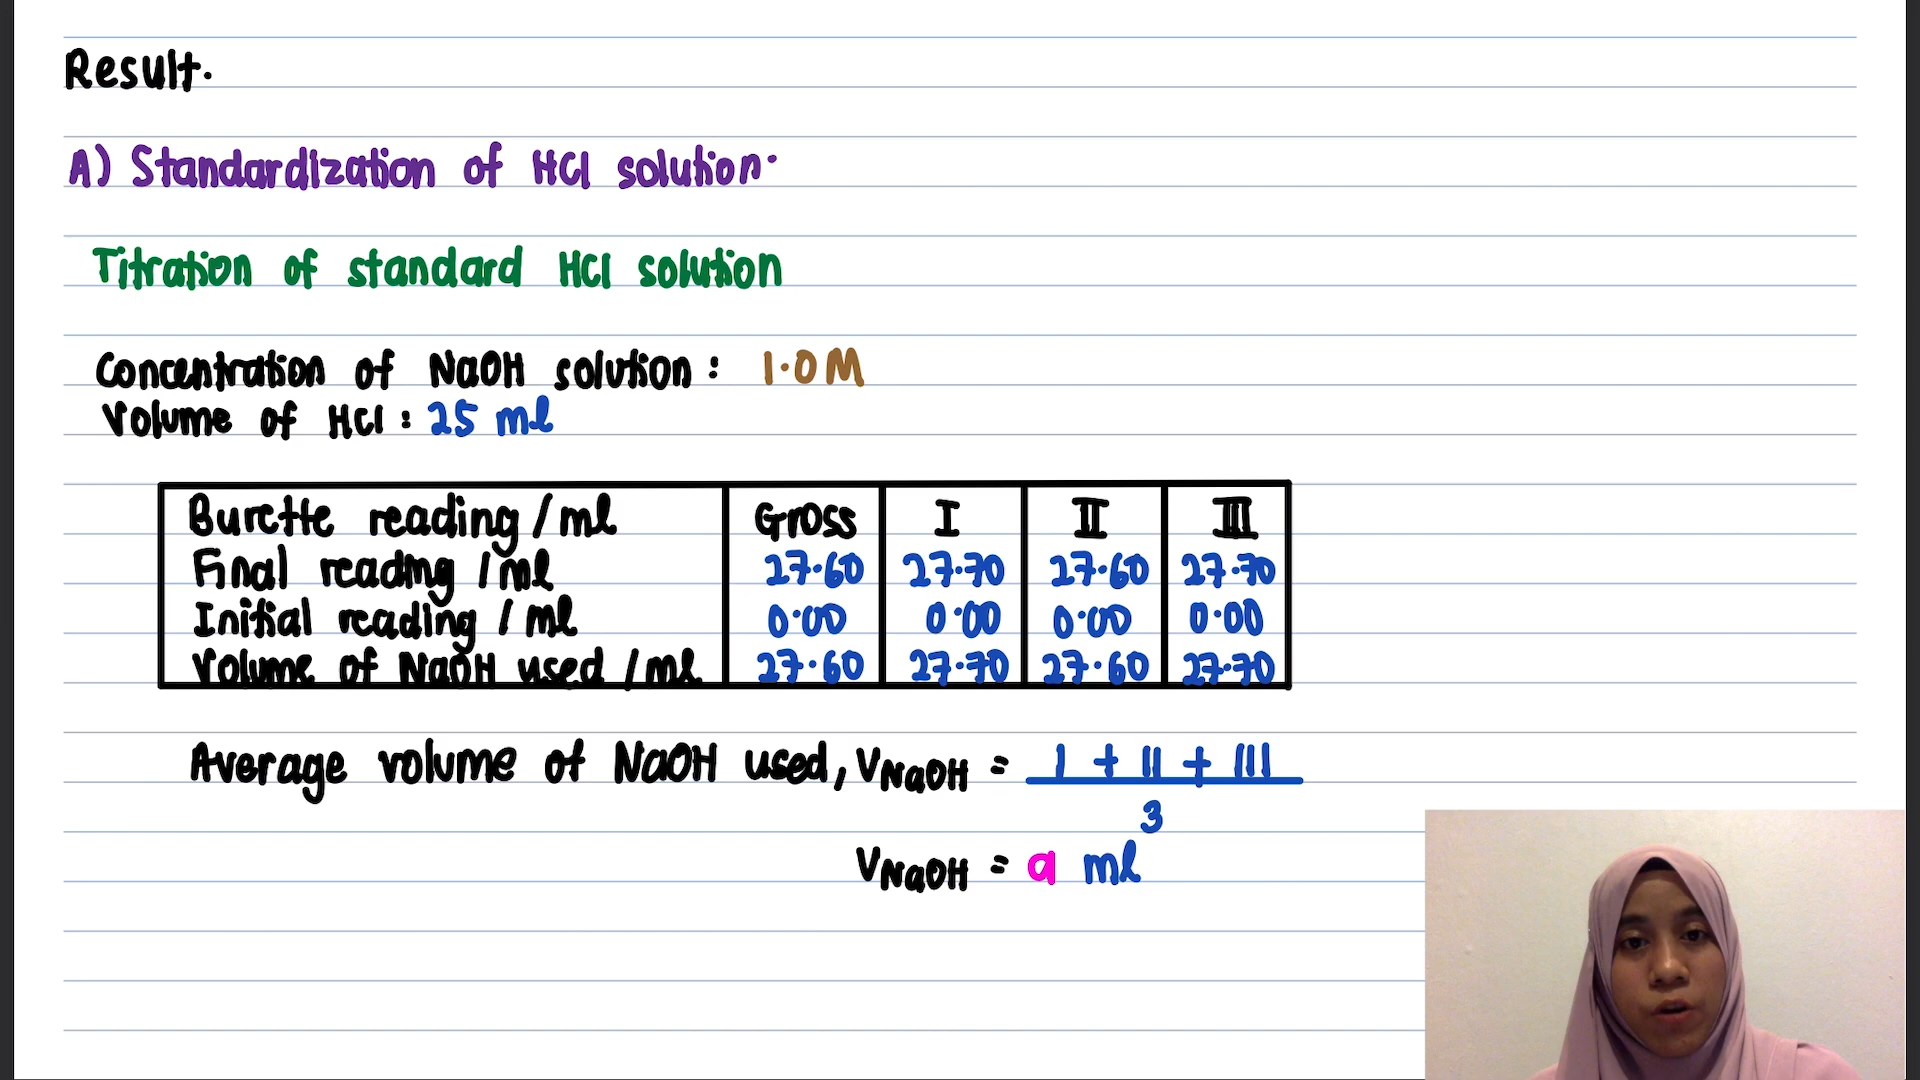 Result.
A) Standardization of HCl solution.
Titration of standard HCl solution
Concentration of NaOH solution : 1.0 M
Volume of HCl : 25 ml
Burette reading / ml Gross I II III
Final reading / ml 27.60 27.70 27.60 27.70
Initial reading / ml 0.00 0.00 0.00 0.00
Volume of NaOH used / ml 27.60 27.70 27.60 27.70
Average volume of NaOH used, VNaOH = I + II + III
3
VNaOH = a ml